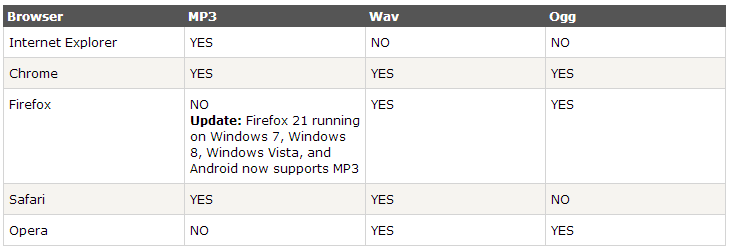 Browser MP3 Wav Ogg
Internet Explorer YES NO NO
Chrome YES YES YES
Firefox NO YES YES
Update: Firefox 21 running
on Windows 7, Windows
8, Windows Vista, and
Android now supports MP3
Safari YES YES NO
Opera NO YES YES